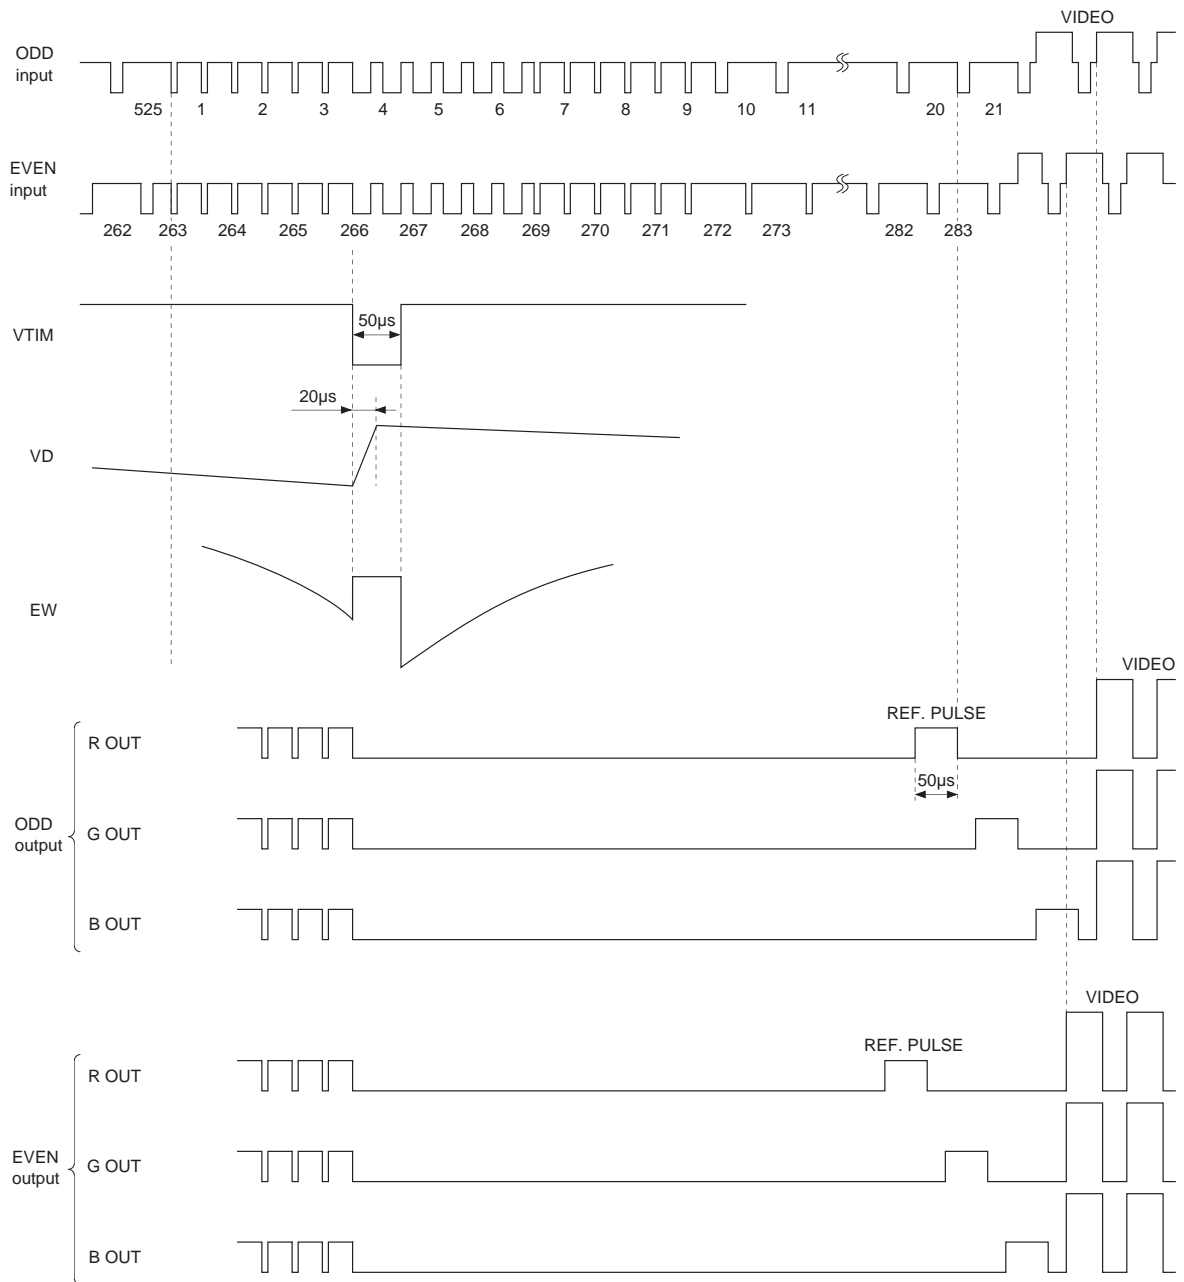 VIDEO
ODD
input
525 1 2 3 4 5 6 7 8 9 10 11 20 21
EVEN
input
262 263 264 265 266 267 268 269 270 271 272 273 282 283
VTIM
50µs
20µs
VD
EW
VIDEO
REF. PULSE
R OUT
50µs
ODD
output
G OUT
B OUT
VIDEO
REF. PULSE
R OUT
EVEN
output
G OUT
B OUT